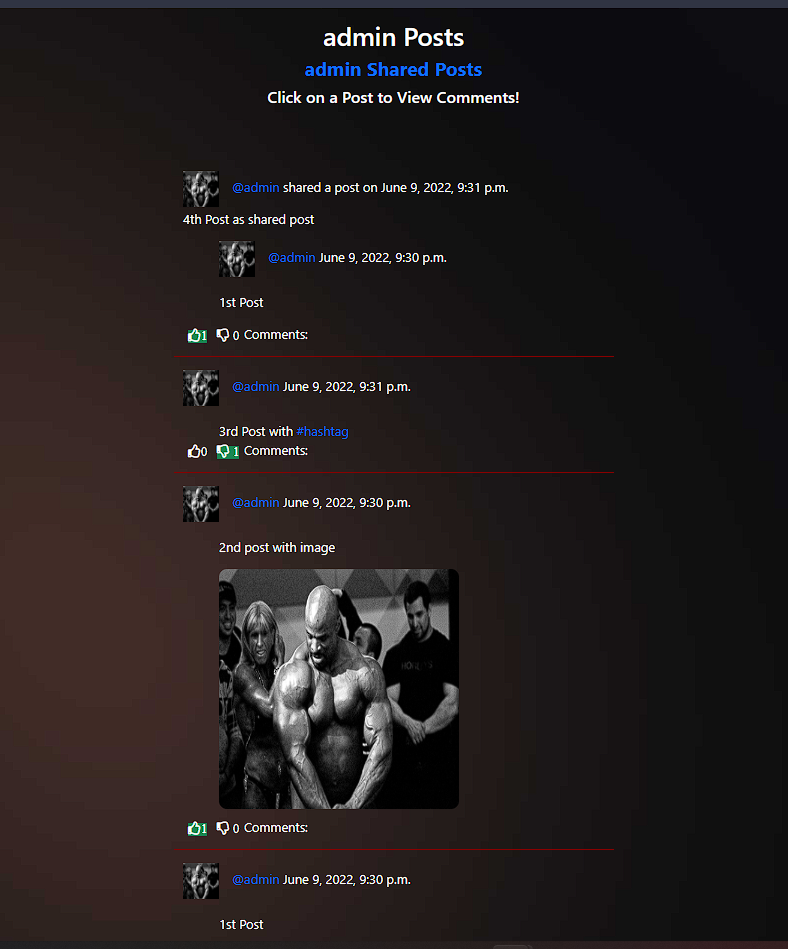 admin Posts
admin Shared Posts
Click on a Post to View Comments!
@admin shared a post on June 9, 2022, 9:31 p.m.
4th Post as shared post
@admin June 9, 2022, 9:30 p.m.
1st Post
1 0 Comments:
@admin June 9, 2022, 9:31 p.m.
3rd Post with #hashtag
0 1 Comments:
@admin June 9, 2022, 9:30 p.m.
2nd post with image
1 0 Comments:
@admin June 9, 2022, 9:30 p.m.
1st Post